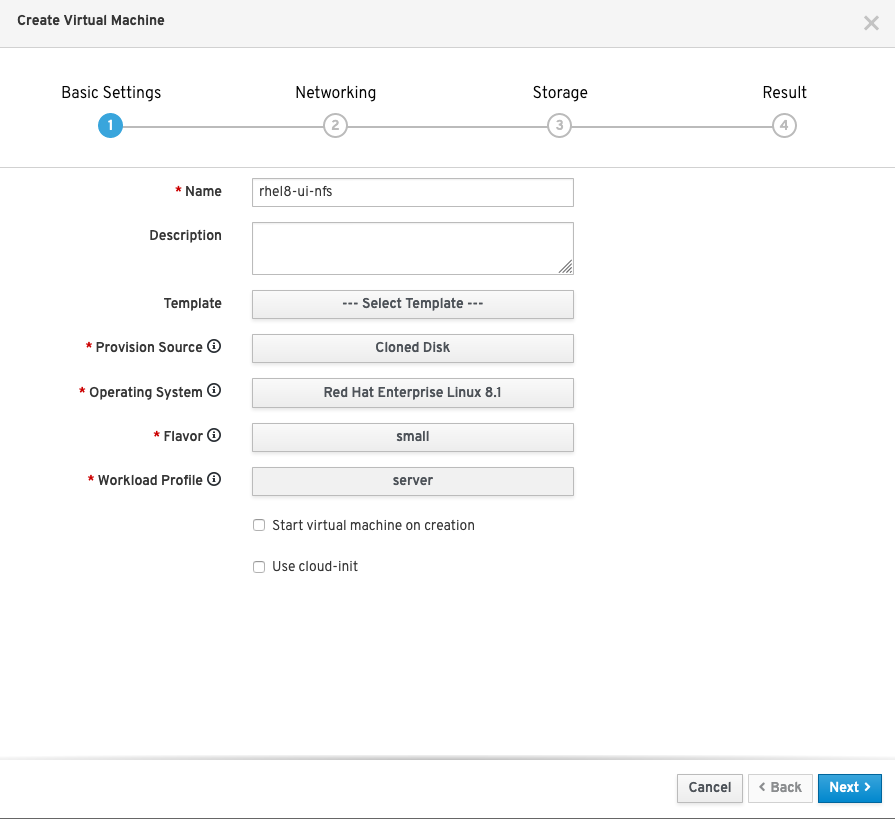 Create Virtual Machine
Basic Settings Networking Storage Result
1 2 3 4
* Name rhel8-ui-nfs
Description
Template --- Select Template ---
* Provision Source Cloned Disk
* Operating System Red Hat Enterprise Linux 8.1
* Flavor small
* Workload Profile server
Start virtual machine on creation
Use cloud-init
Cancel < Back Next >